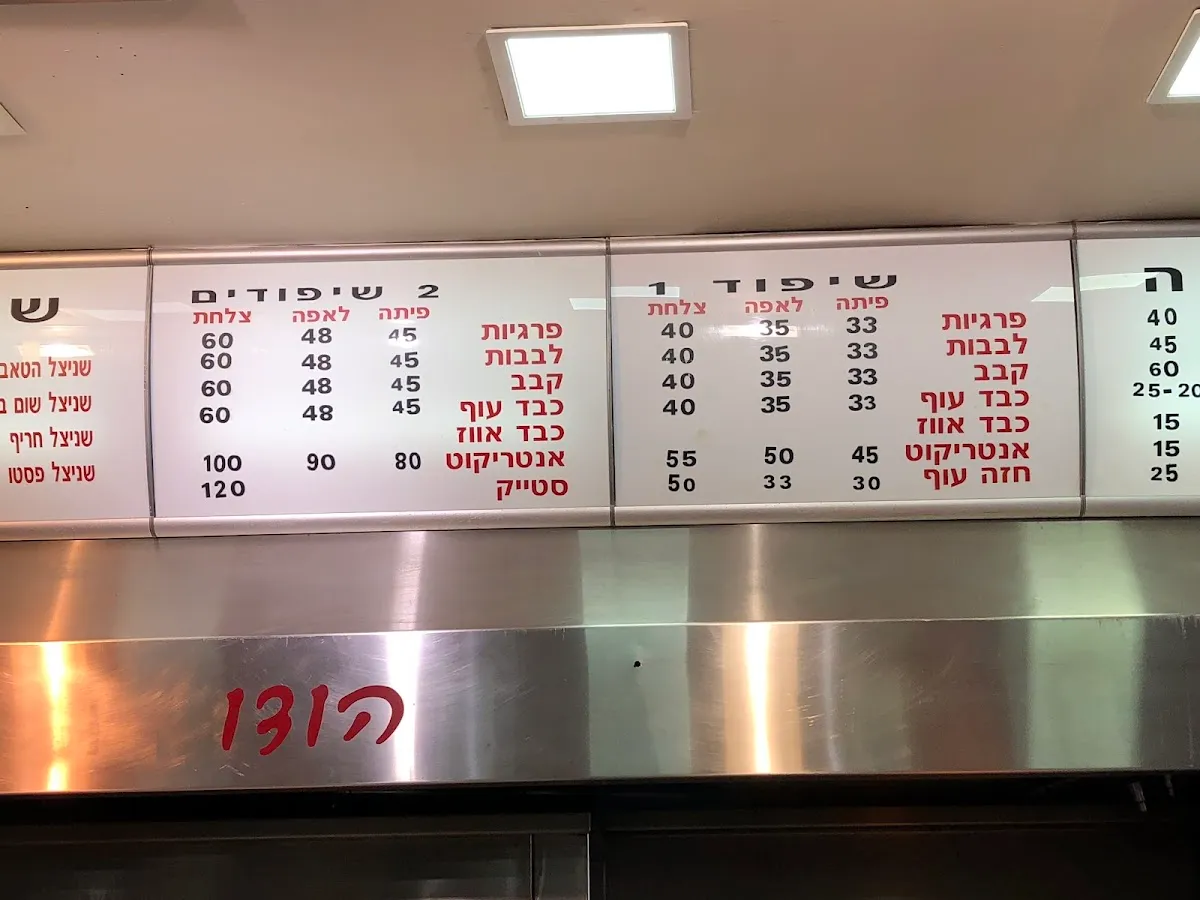 ה
40
45
60
25-20
15
15
25
שיפוד 1
פיתה לאפה צלחת
פרגיות 33 35 40
לבבות 33 35 40
קבב 33 35 40
כבד עוף 33 35 40
כבד אווז
אנטריקוט 45 50 55
חזה עוף 30 33 50
2 שיפודים
פיתה לאפה צלחת
פרגיות 45 48 60
לבבות 45 48 60
קבב 45 48 60
כבד עוף 45 48 60
כבד אווז
אנטריקוט 80 90 100
סטייק 120
ש
שניצל הטאב
שניצל שום ב
שניצל חריף
שניצל פסטו
הודו